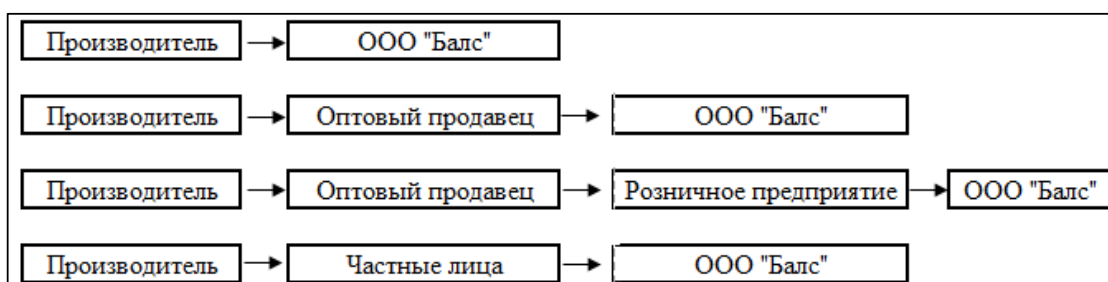 Производитель ООО "Балс"
Производитель Оптовый продавец ООО "Балс"
Производитель Оптовый продавец Розничное предприятие ООО "Балс"
Производитель Частные лица ООО "Балс"